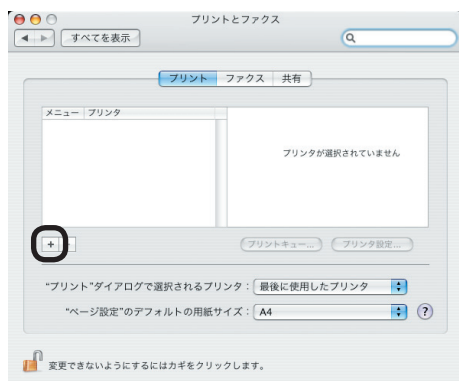 プリントとファクス
すべてを表示
プリント ファクス 共有
メニュー プリンタ
プリンタが選択されていません
+ -
プリントキュー... プリンタ設定...
“プリント”ダイアログで選択されるプリンタ： 最後に使用したプリンタ
“ページ設定”のデフォルトの用紙サイズ： A4 ?
変更できないようにするにはカギをクリックします。